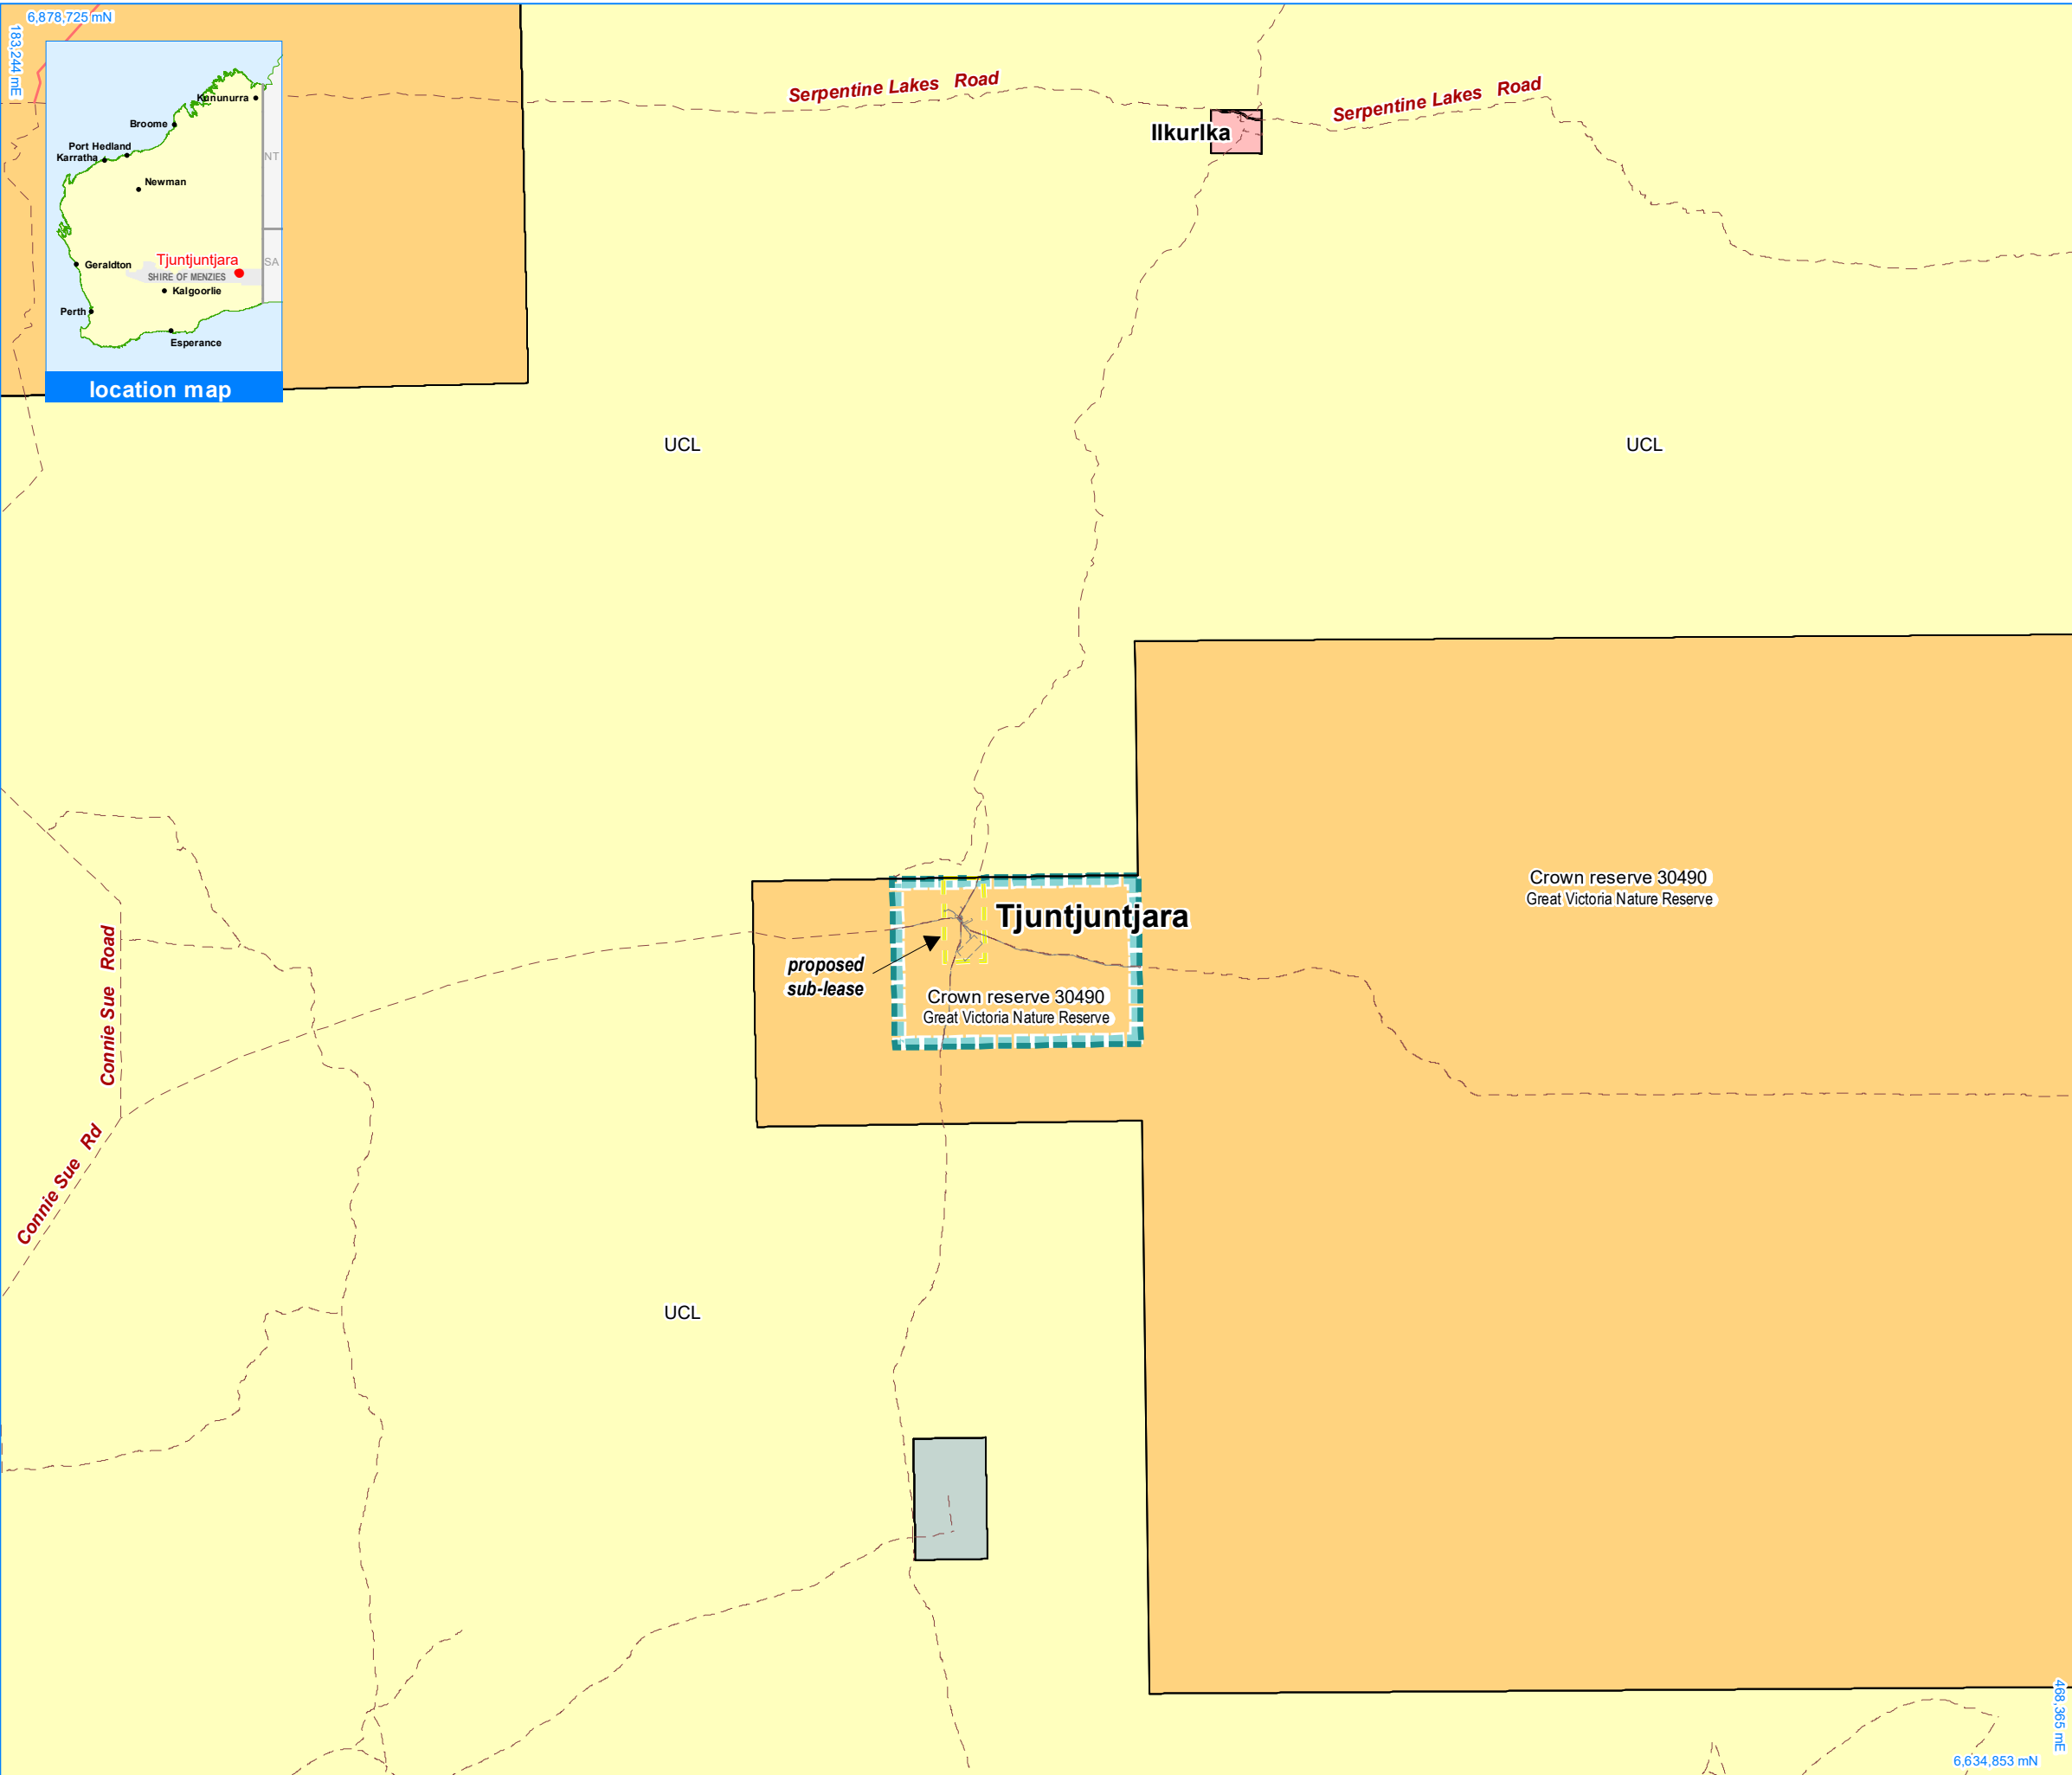 6,878,725 mN
183,244 mE
Kununurra
Broome
NT
Port Hedland
Karratha
Newman
Tjuntjuntjara
SA
Geraldton
SHIRE OF MENZIES
Kalgoorlie
Perth
Esperance
location map
Serpentine Lakes Road
Serpentine Lakes Road
Ilkurlka
UCL
UCL
Crown reserve 30490
Great Victoria Nature Reserve
Tjuntjuntjara
proposed
sub-lease
Crown reserve 30490
Great Victoria Nature Reserve
Connie Sue Road
Connie Sue Rd
UCL
468,365 mE
6,634,853 mN